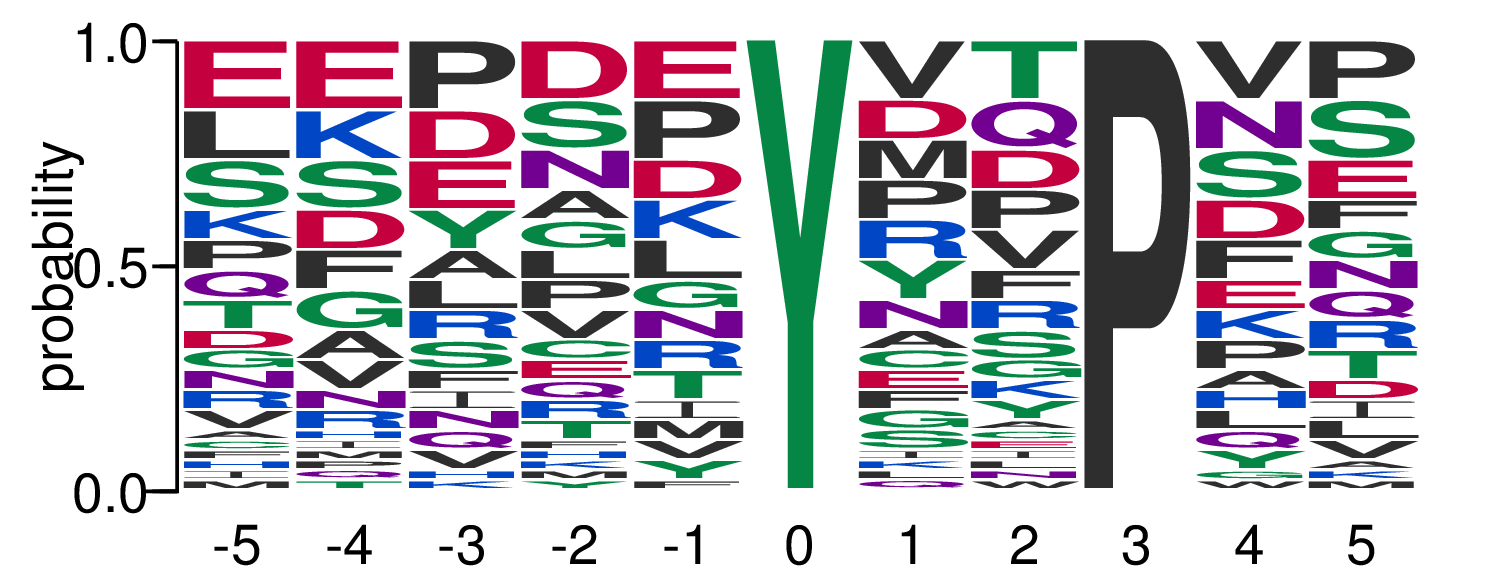 1.0
0.5
0.0
probability
E L S K P Q T D G N R V A C F H I M
E K S D F G A V N R H I M P Q T
P D E Y A L R S F I N Q V H K
D S N A G L P V C E Q R T F H K M Y
E P D K L G N R T I M V Y F
Y
V D M P R Y N A C E F G S I K L Q
T Q D P V F R S G K Y
P
V N S D F E K P A H L Q Y G W
P S E F G N Q R T D I L V A K M
-5 -4 -3 -2 -1 0 1 2 3 4 5